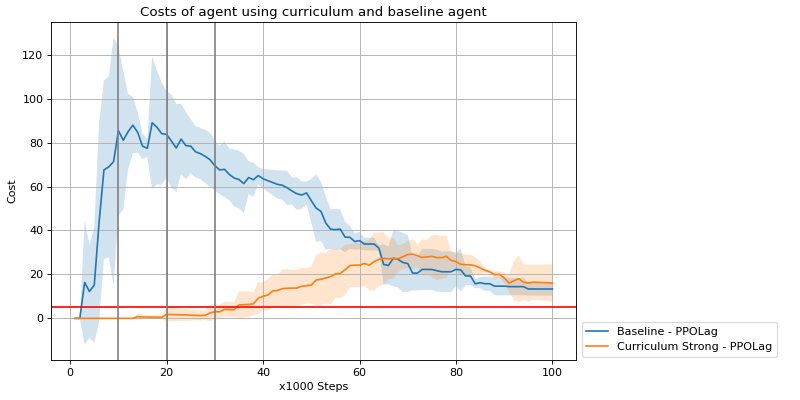 Costs of agent using curriculum and baseline agent
120
100
80
60
40
20
0
Cost
0 20 40 60 80 100
x1000 Steps
Baseline - PPOLag
Curriculum Strong - PPOLag